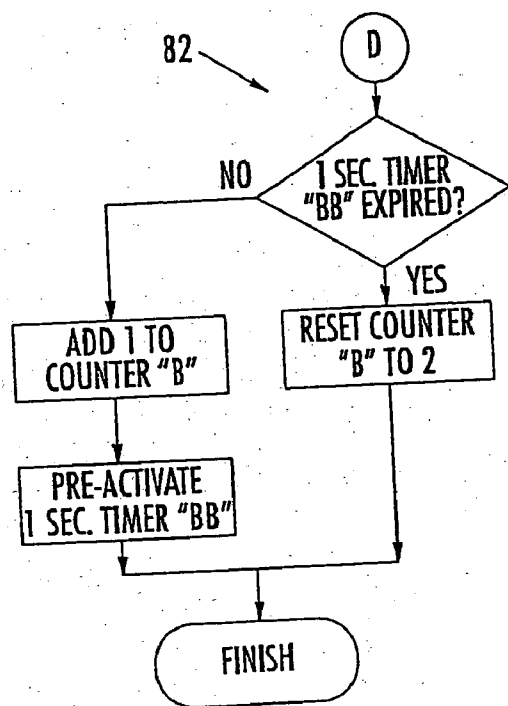 82
D
1 SEC. TIMER
"BB" EXPIRED?
NO
YES
ADD 1 TO
COUNTER "B"
RESET COUNTER
"B" TO 2
PRE-ACTIVATE
1 SEC. TIMER "BB"
FINISH